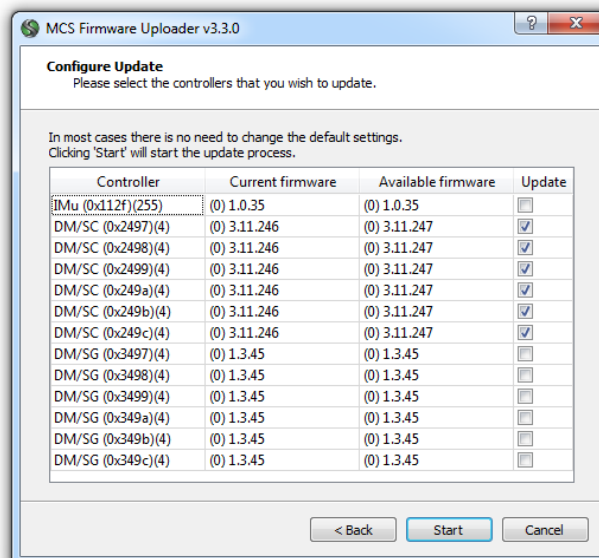 MCS Firmware Uploader v3.3.0
Configure Update
Please select the controllers that you wish to update.
In most cases there is no need to change the default settings.
Clicking 'Start' will start the update process.
Controller Current firmware Available firmware Update
IMu (0x112f)(255) (0) 1.0.35 (0) 1.0.35
DM/SC (0x2497)(4) (0) 3.11.246 (0) 3.11.247
DM/SC (0x2498)(4) (0) 3.11.246 (0) 3.11.247
DM/SC (0x2499)(4) (0) 3.11.246 (0) 3.11.247
DM/SC (0x249a)(4) (0) 3.11.246 (0) 3.11.247
DM/SC (0x249b)(4) (0) 3.11.246 (0) 3.11.247
DM/SC (0x249c)(4) (0) 3.11.246 (0) 3.11.247
DM/SG (0x3497)(4) (0) 1.3.45 (0) 1.3.45
DM/SG (0x3498)(4) (0) 1.3.45 (0) 1.3.45
DM/SG (0x3499)(4) (0) 1.3.45 (0) 1.3.45
DM/SG (0x349a)(4) (0) 1.3.45 (0) 1.3.45
DM/SG (0x349b)(4) (0) 1.3.45 (0) 1.3.45
DM/SG (0x349c)(4) (0) 1.3.45 (0) 1.3.45
< Back Start Cancel